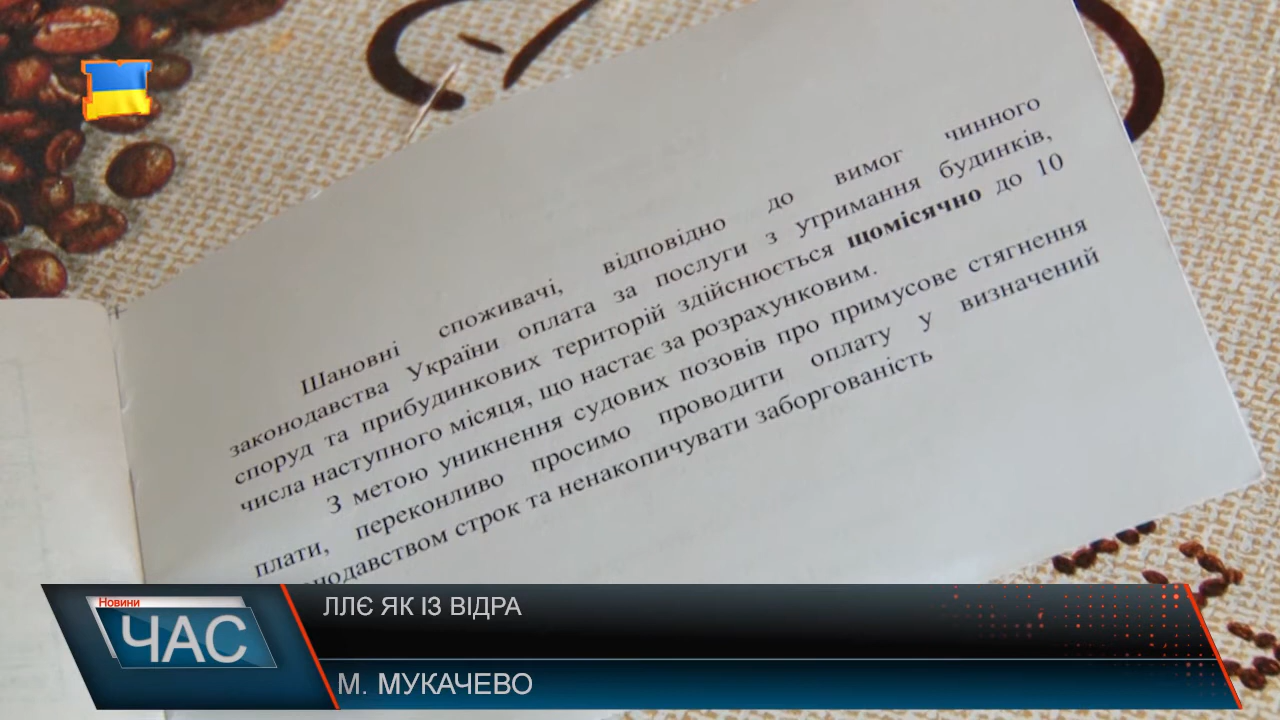 Шановні споживачі, відповідно до вимог чинного
законодавства України оплата за послуги з утримання будинків,
споруд та прибудинкових територій здійснюється щомісячно до 10
числа наступного місяця, що настає за розрахунковим.
З метою уникнення судових позовів про примусове стягнення
плати, переконливо просимо проводити оплату у визначений
нодавством строк та ненакопичувати заборгованість
Новини
ЧАС
ЛЛЄ ЯК ІЗ ВІДРА
М. МУКАЧЕВО